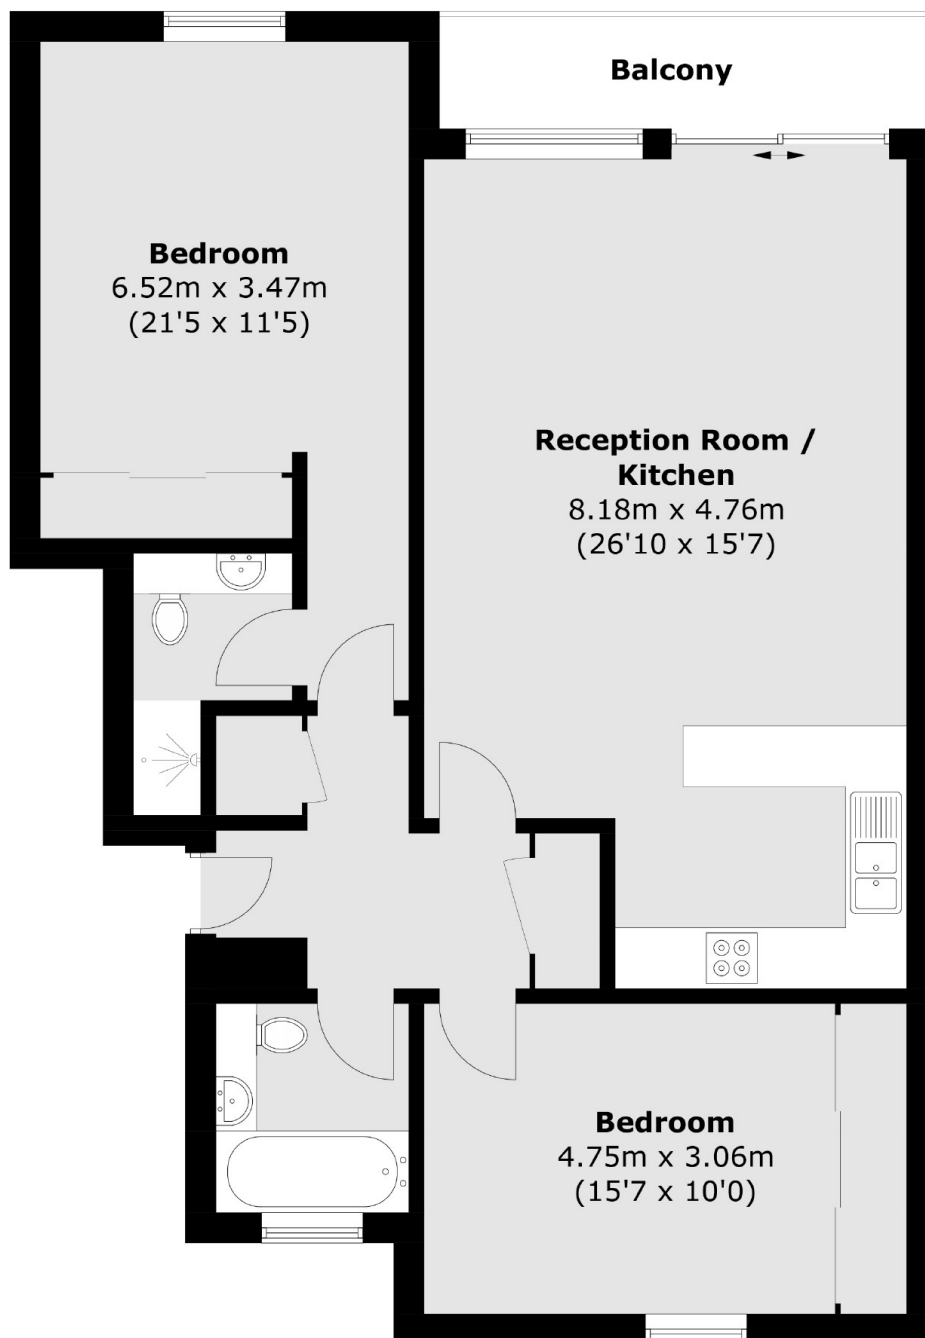 Balcony
Bedroom
6.52m x 3.47m
(21'5 x 11'5)
Reception Room /
Kitchen
8.18m x 4.76m
(26'10 x 15'7)
Bedroom
4.75m x 3.06m
(15'7 x 10'0)